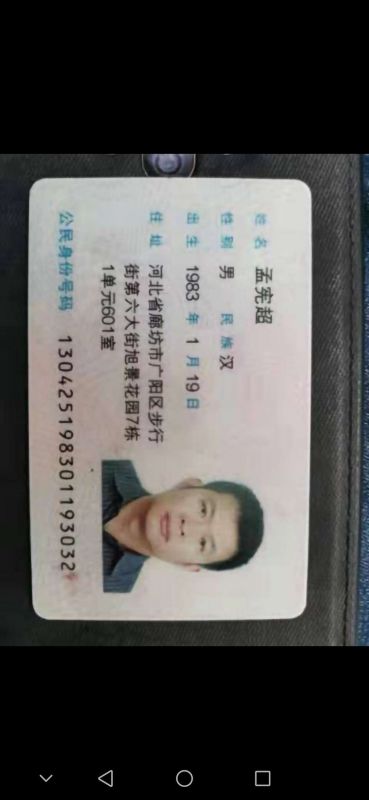 姓名 孟宪超
性别 男 民族 汉
出生 1983 年 1 月 19 日
住址 河北省廊坊市广阳区步行
街第六大街旭景花园7栋
1单元601室
公民身份号码 130425198301193032